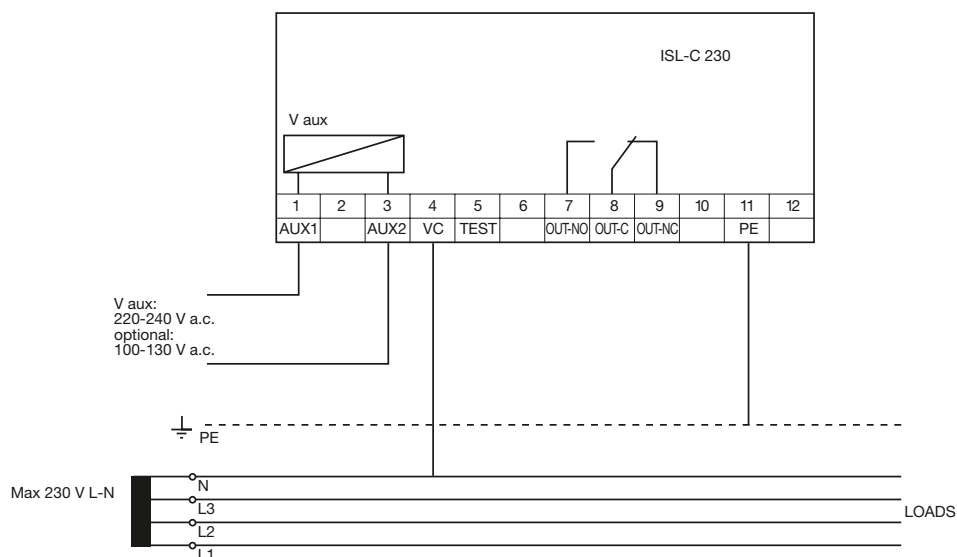 ISL-C 230
V aux
1 2 3 4 5 6 7 8 9 10 11 12
AUX1 AUX2 VC TEST OUT-NO OUT-C OUT-NC PE
V aux:
220-240 V a.c.
optional:
100-130 V a.c.
PE
Max 230 V L-N
N
L3
LOADS
L2
L1